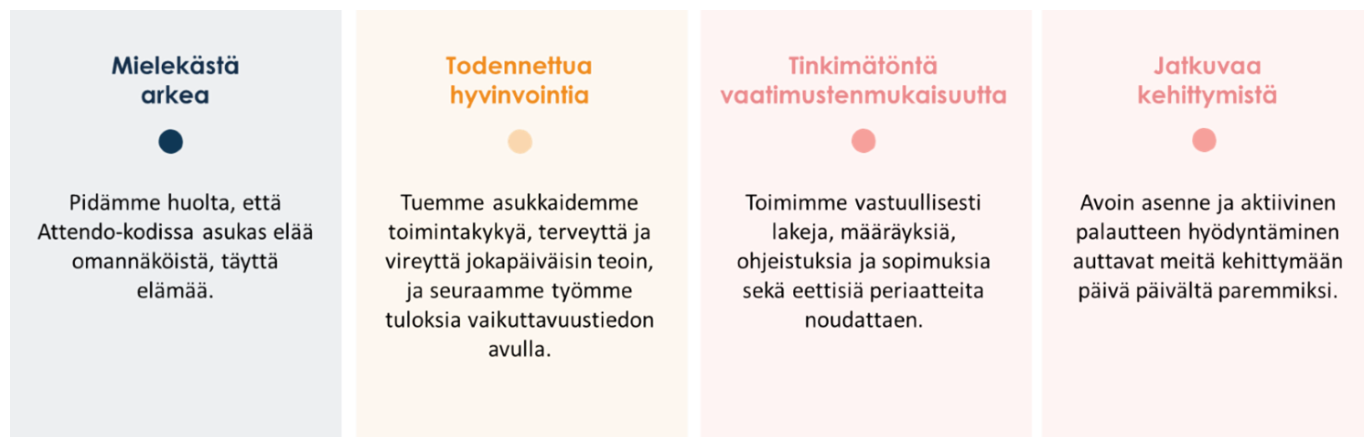 Mielekästä
arkea
Pidämme huolta, että
Attendo-kodissa asukas elää
omannäköistä, täyttä
elämää.
Todennettua
hyvinvointia
Tuemme asukkaidemme
toimintakykyä, terveyttä ja
vireyttä jokapäiväisin teoin,
ja seuraamme työmme
tuloksia vaikuttavuustiedon
avulla.
Tinkimätöntä
vaatimustenmukaisuutta
Toimimme vastuullisesti
lakeja, määräyksiä,
ohjeistuksia ja sopimuksia
sekä eettisiä periaatteita
noudattaen.
Jatkuvaa
kehittymistä
Avoin asenne ja aktiivinen
palautteen hyödyntäminen
auttavat meitä kehittymään
päivä päivältä paremmiksi.